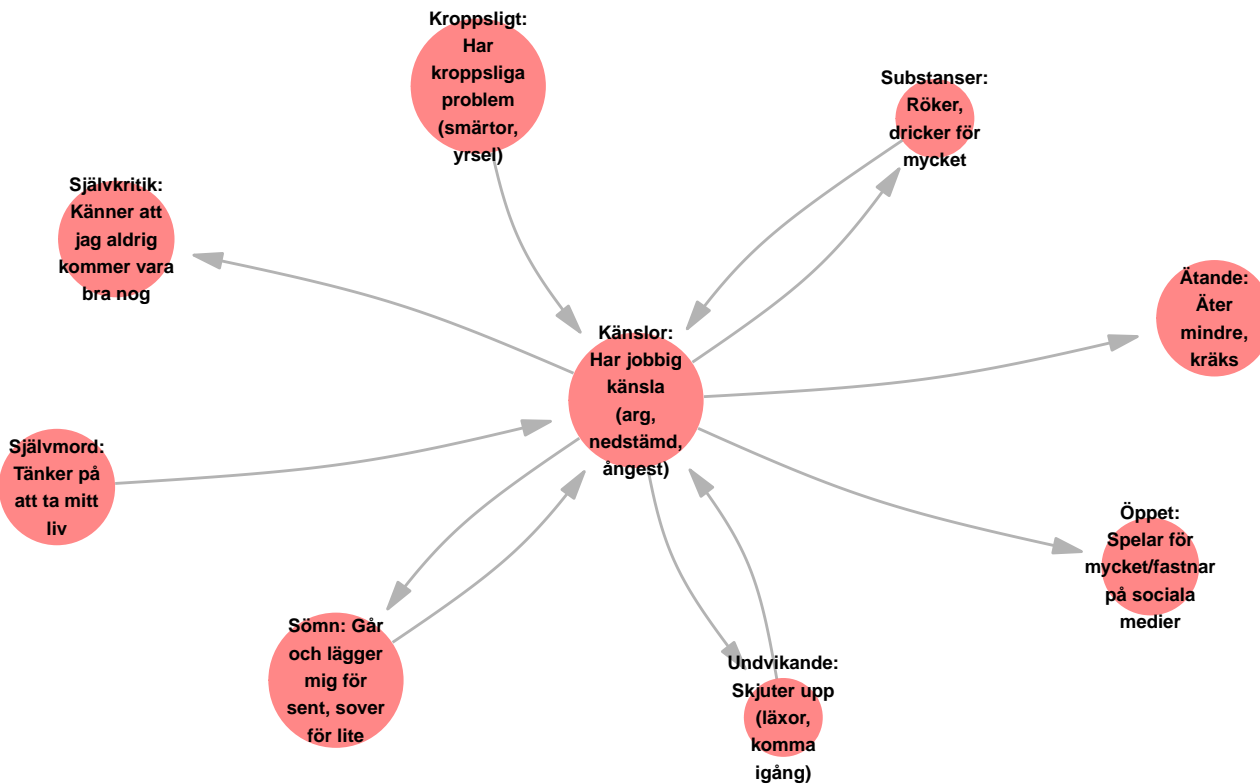 Kroppsligt:
Har
kroppsliga
problem
(smärtor,
yrsel)
Substanser:
Röker,
dricker för
mycket
Självkritik:
Känner att
jag aldrig
kommer vara
bra nog
Ätande:
Äter
mindre,
kräks
Känslor:
Har jobbig
känsla
(arg,
nedstämd,
ångest)
Självmord:
Tänker på
att ta mitt
liv
Öppet:
Spelar för
mycket/fastnar
på sociala
medier
Sömn: Går
och lägger
mig för
sent, sover
för lite
Undvikande:
Skjuter upp
(läxor,
komma
igång)